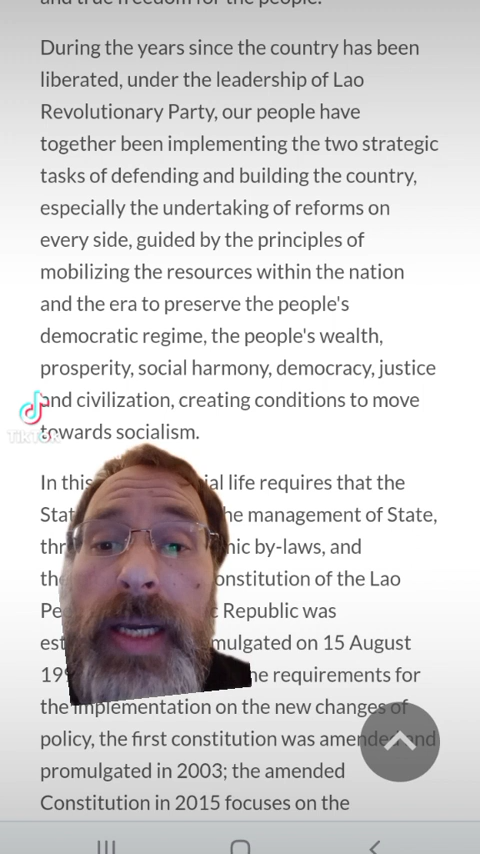 and true freedom for the people.
During the years since the country has been
liberated, under the leadership of Lao
Revolutionary Party, our people have
together been implementing the two strategic
tasks of defending and building the country,
especially the undertaking of reforms on
every side, guided by the principles of
mobilizing the resources within the nation
and the era to preserve the people's
democratic regime, the people's wealth,
prosperity, social harmony, democracy, justice
and civilization, creating conditions to move
TikTok
towards socialism.
In this ial life requires that the
Stat he management of State,
thr nic by-laws, and
the onstitution of the Lao
Pe c Republic was
est mulgated on 15 August
199 he requirements for
the implementation on the new changes of
policy, the first constitution was amended and
promulgated in 2003; the amended
Constitution in 2015 focuses on the